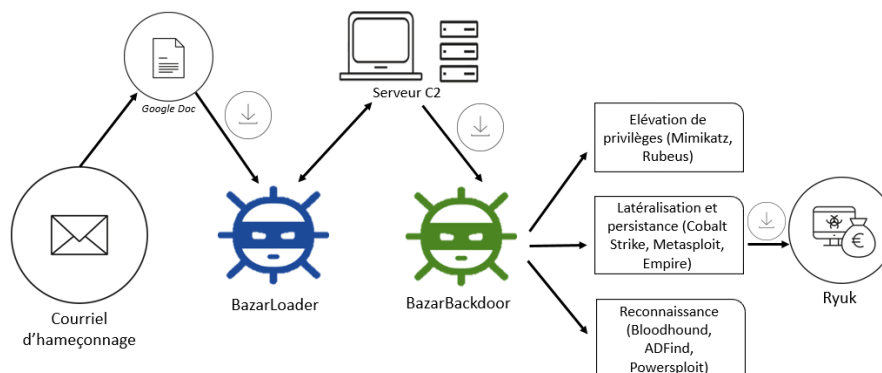 Google Doc
Serveur C2
Courriel
d'hameçonnage
BazarLoader
BazarBackdoor
Elévation de
privilèges (Mimikatz,
Rubeus)
Latéralisation et
persistance (Cobalt
Strike, Metasploit,
Empire)
Reconnaissance
(Bloodhound,
ADFind,
Powersploit)
€
Ryuk